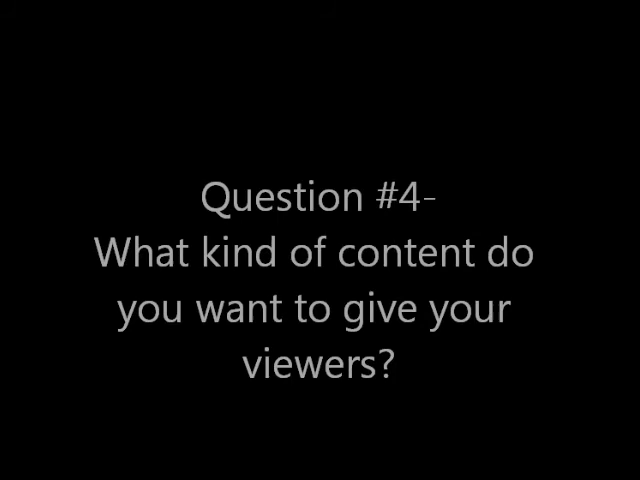 Question #4-
What kind of content do
you want to give your
viewers?